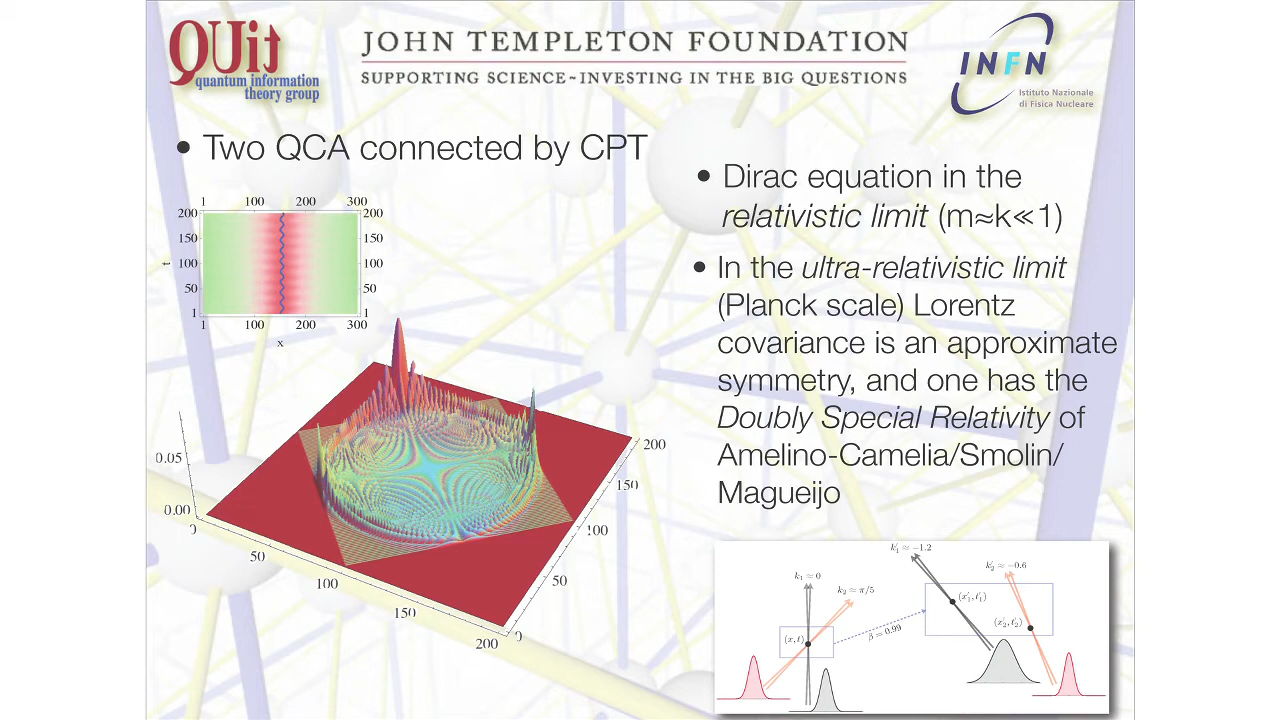 QUit
quantum information
theory group
JOHN TEMPLETON FOUNDATION
SUPPORTING SCIENCE~INVESTING IN THE BIG QUESTIONS
INFN
Istituto Nazionale
di Fisica Nucleare
• Two QCA connected by CPT
1 100 200 300
200 200
150 150
t 100 100
50 50
1 1
1 100 200 300
x
0.05
0.00
0
50
100
150
200
0
50
100
150
200
• Dirac equation in the
relativistic limit (m≈k≪1)
• In the ultra-relativistic limit
(Planck scale) Lorentz
covariance is an approximate
symmetry, and one has the
Doubly Special Relativity of
Amelino-Camelia/Smolin/
Magueijo
k₁ ≈ 0
k₂ ≈ π/5
(x, t)
β = 0.99
k′₁ ≈ −1.2
k′₂ ≈ −0.6
(x′₁, t′₁)
(x′₂, t′₂)